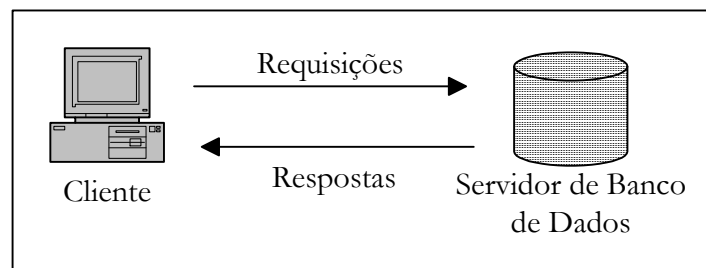 Requisições
Respostas
Cliente
Servidor de Banco
de Dados